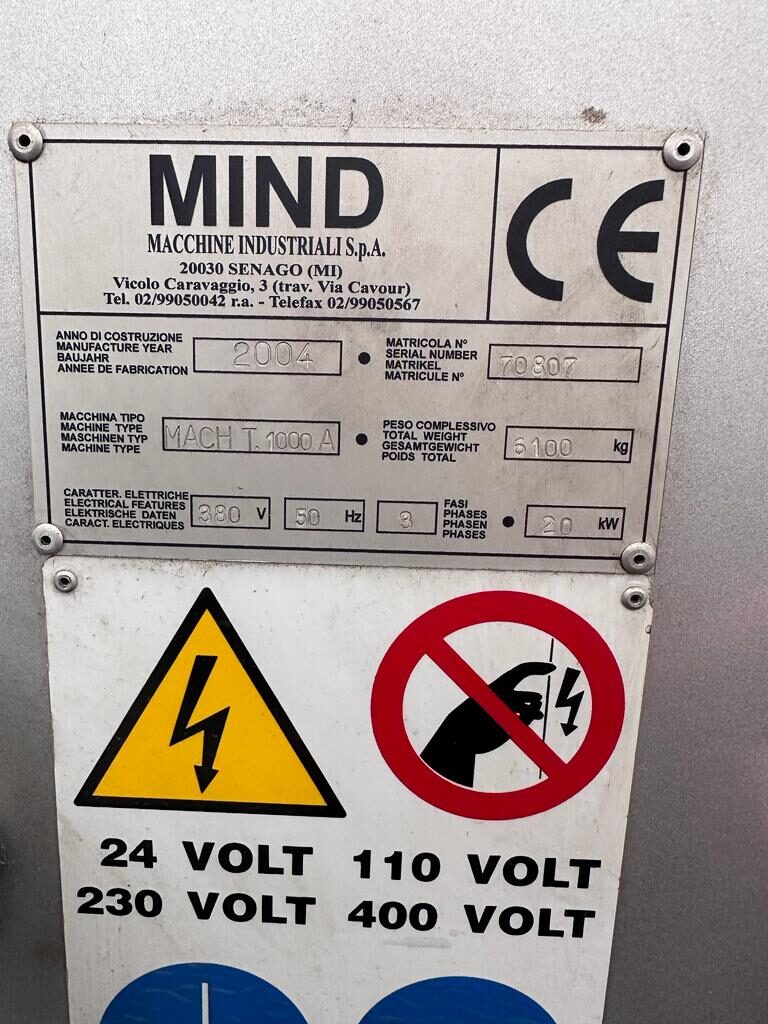 MIND
MACCHINE INDUSTRIALI S.p.A.
20030 SENAGO (MI)
Vicolo Caravaggio, 3 (trav. Via Cavour)
Tel. 02/99050042 r.a. - Telefax 02/99050567
CE
ANNO DI COSTRUZIONE
MANUFACTURE YEAR
BAUJAHR
ANNEE DE FABRICATION
2004
MATRICOLA N°
SERIAL NUMBER
MATRIKEL
MATRICULE N°
70807
MACCHINA TIPO
MACHINE TYPE
MASCHINEN TYP
MACHINE TYPE
MACH T. 1000 A
PESO COMPLESSIVO
TOTAL WEIGHT
GESAMTGEWICHT
POIDS TOTAL
6100 kg
CARATTER. ELETTRICHE
ELECTRICAL FEATURES
ELEKTRISCHE DATEN
CARACT. ELECTRIQUES
380 V
50 Hz
3
FASI
PHASES
PHASEN
PHASES
20 kW
24 VOLT 110 VOLT
230 VOLT 400 VOLT